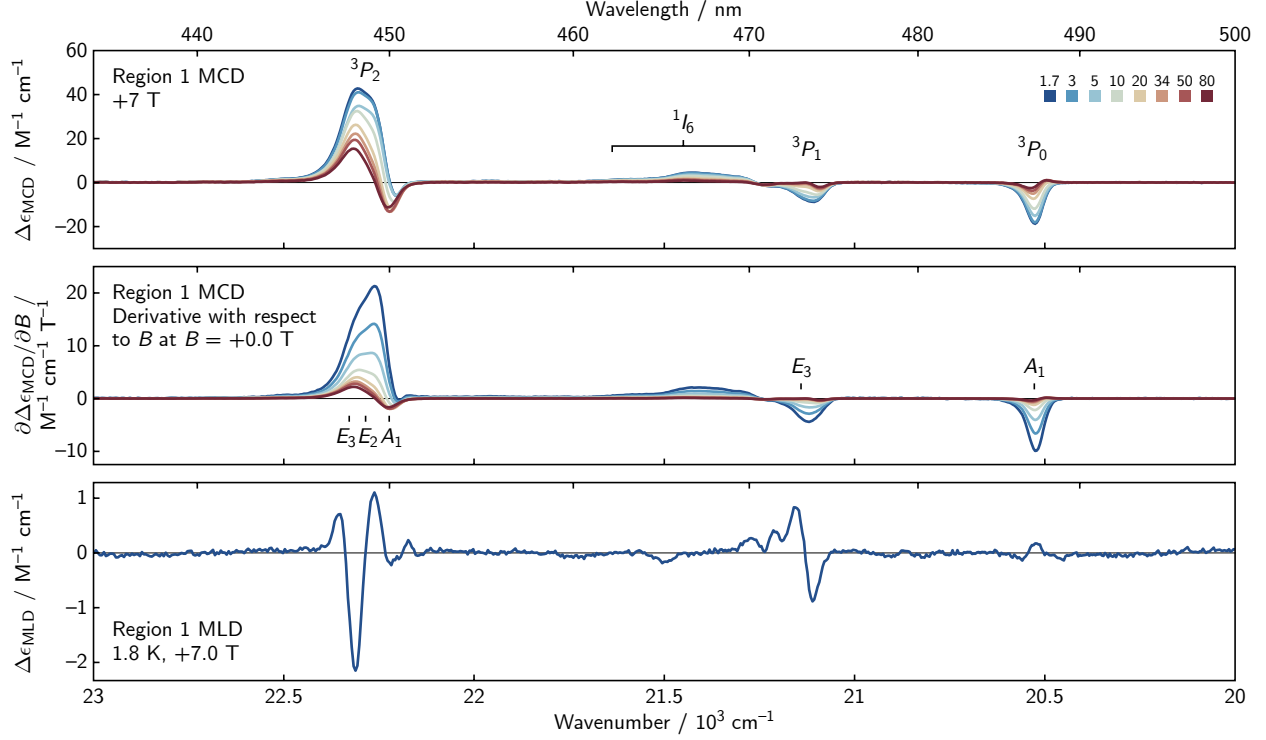 Wavelength / nm
440 450 460 470 480 490 500
60
40
20
0
−20
Δϵ_MCD / M⁻¹ cm⁻¹
Region 1 MCD
+7 T
³P₂
¹I₆
³P₁
³P₀
1.7 3 5 10 20 34 50 80
20
10
0
−10
∂Δϵ_MCD/∂B /
M⁻¹ cm⁻¹ T⁻¹
Region 1 MCD
Derivative with respect
to B at B = +0.0 T
E₃ E₂ A₁
E₃
A₁
1
0
−1
−2
Δϵ_MLD / M⁻¹ cm⁻¹
Region 1 MLD
1.8 K, +7.0 T
23 22.5 22 21.5 21 20.5 20
Wavenumber / 10³ cm⁻¹